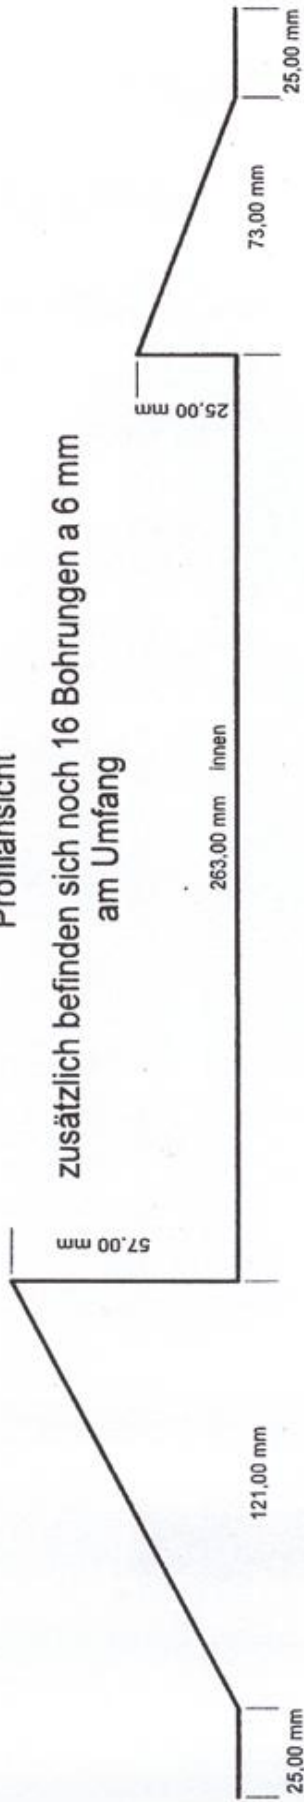 Profilansicht
zusätzlich befinden sich noch 16 Bohrungen a 6 mm
am Umfang
57,00 mm
25,00 mm
263,00 mm innen
25,00 mm
121,00 mm
73,00 mm
25,00 mm